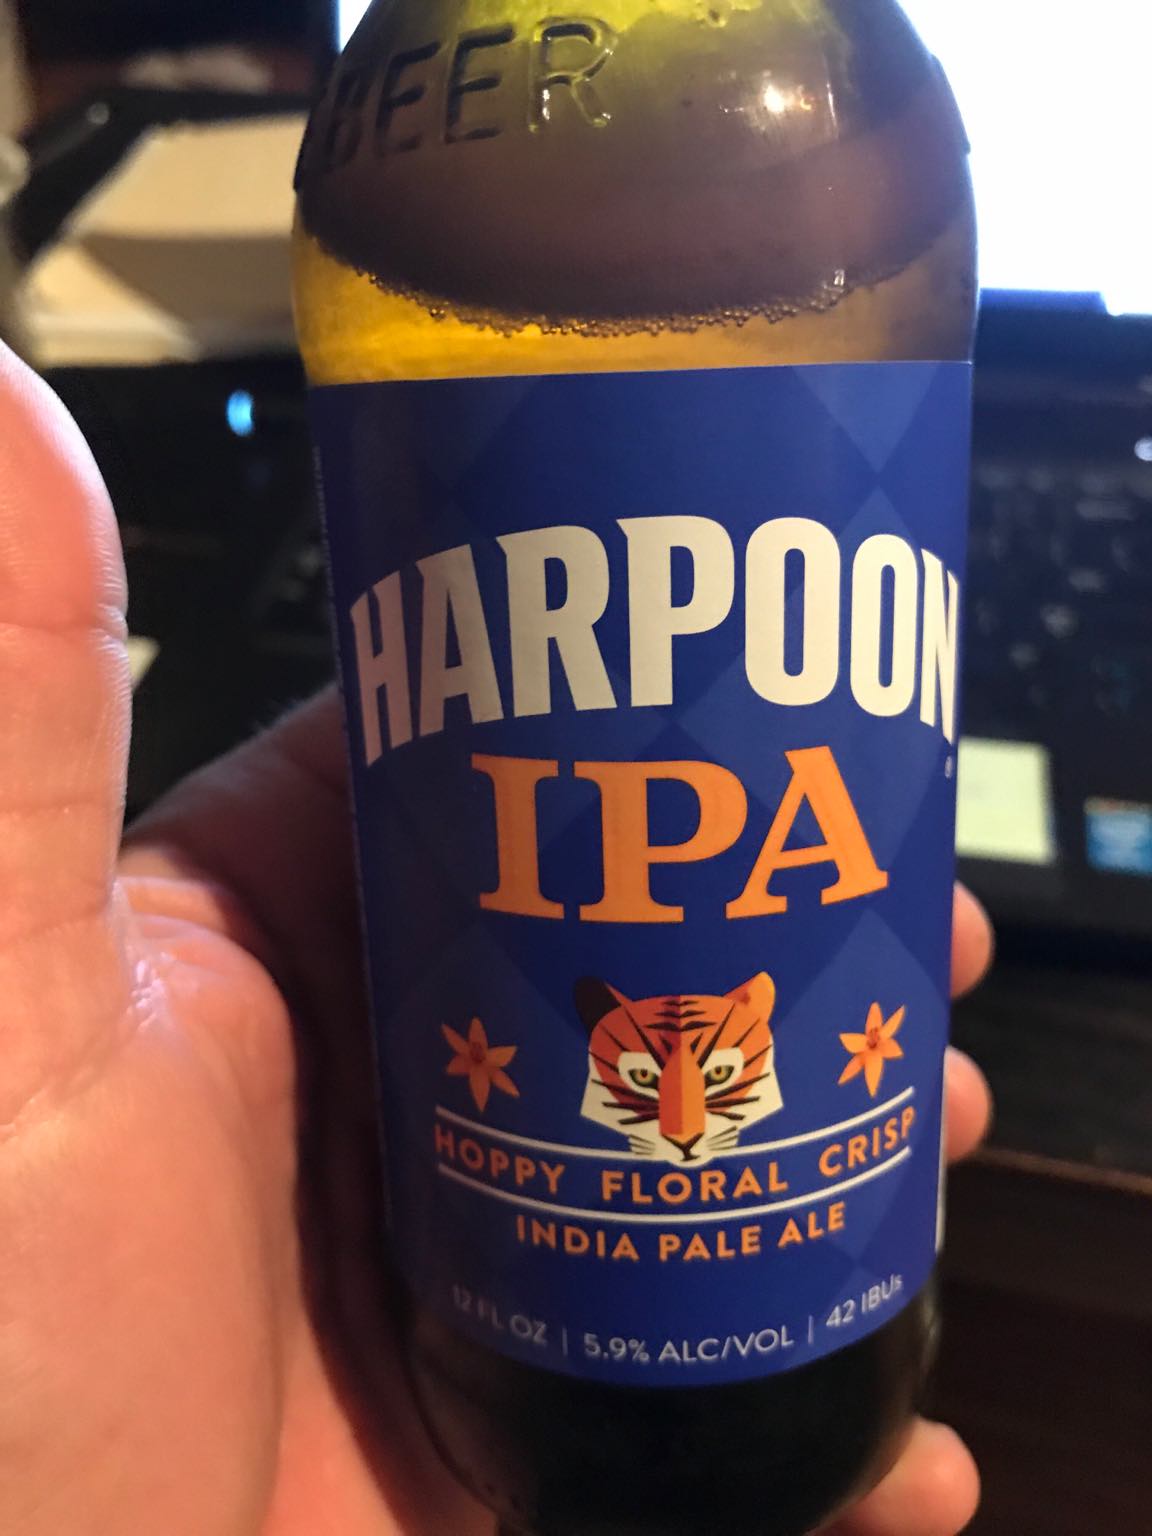 BEER
HARPOON
IPA
HOPPY FLORAL CRISP
INDIA PALE ALE
12 FL OZ | 5.9% ALC/VOL | 42 IBUs